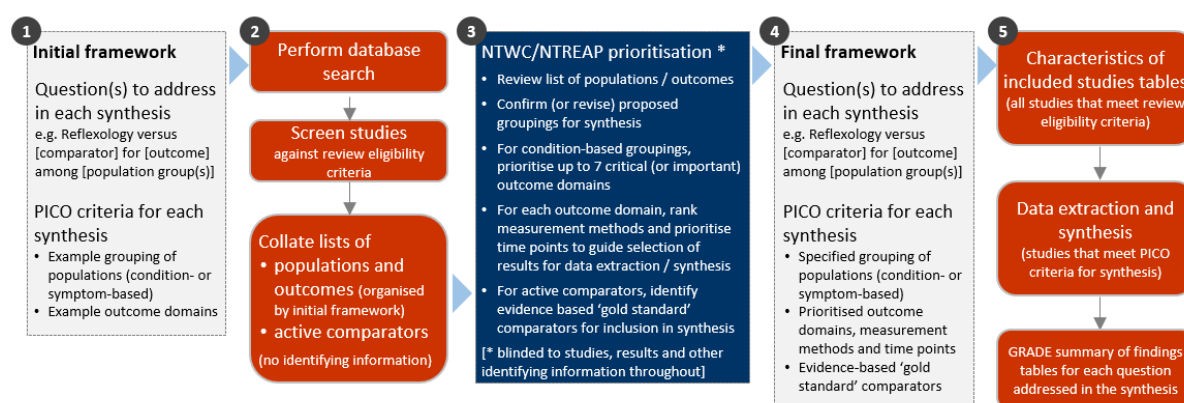 1
Initial framework
Question(s) to address
in each synthesis
e.g. Reflexology versus
[comparator] for [outcome]
among [population group(s)]
PICO criteria for each
synthesis
• Example grouping of
populations (condition- or
symptom-based)
• Example outcome domains
2
Perform database
search
Screen studies
against review eligibility
criteria
Collate lists of
• populations and
outcomes (organised
by initial framework)
• active comparators
(no identifying information)
3
NTWC/NTREAP prioritisation *
• Review list of populations / outcomes
• Confirm (or revise) proposed
groupings for synthesis
• For condition-based groupings,
prioritise up to 7 critical (or important)
outcome domains
• For each outcome domain, rank
measurement methods and prioritise
time points to guide selection of
results for data extraction / synthesis
• For active comparators, identify
evidence based ‘gold standard’
comparators for inclusion in synthesis
[* blinded to studies, results and other
identifying information throughout]
4
Final framework
Question(s) to address
in each synthesis
e.g. Reflexology versus
[comparator] for [outcome]
among [population group(s)]
PICO criteria for each
synthesis
• Specified grouping of
populations (condition- or
symptom-based)
• Prioritised outcome
domains, measurement
methods and time points
• Evidence-based ‘gold
standard’ comparators
5
Characteristics of
included studies tables
(all studies that meet review
eligibility criteria)
Data extraction and
synthesis
(studies that meet PICO
criteria for synthesis)
GRADE summary of findings
tables for each question
addressed in the synthesis